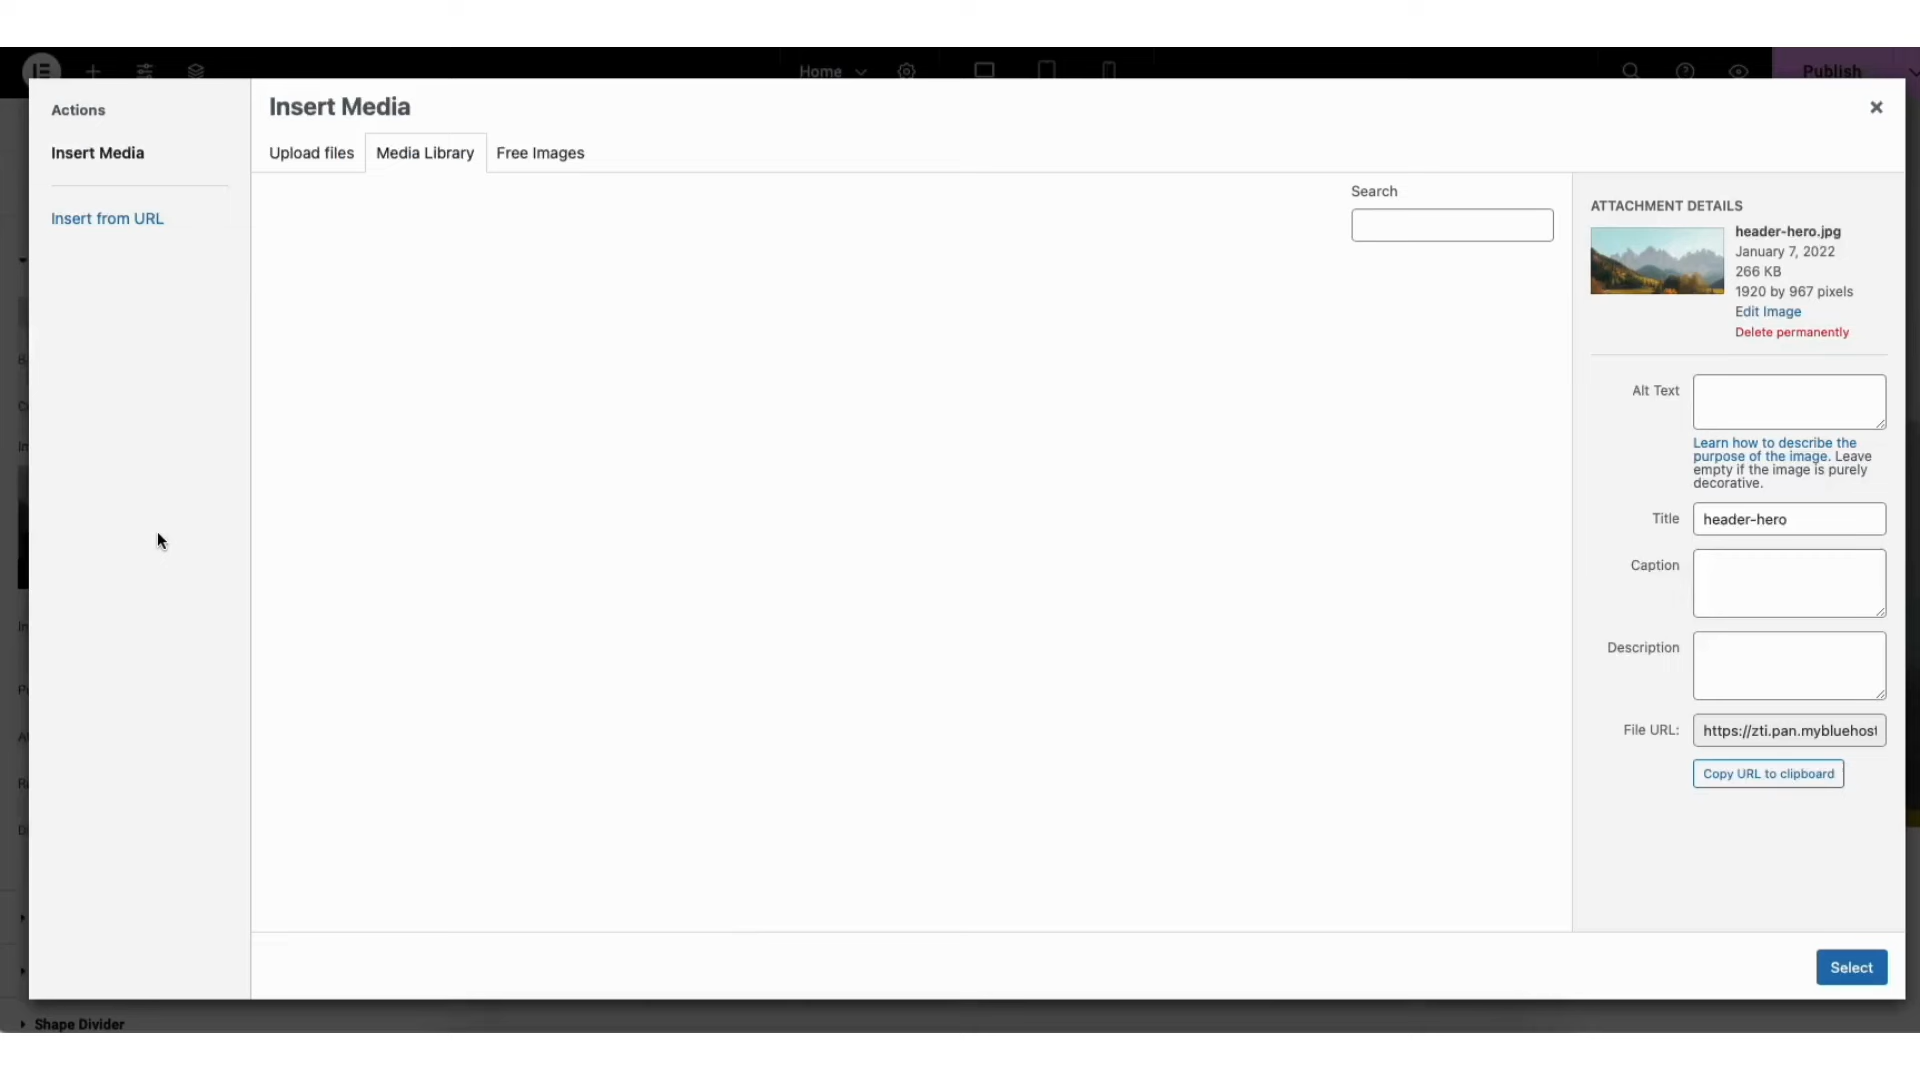 Home
Publish
Actions
Insert Media
Insert from URL
Insert Media
Upload files
Media Library
Free Images
Search
ATTACHMENT DETAILS
header-hero.jpg
January 7, 2022
266 KB
1920 by 967 pixels
Edit Image
Delete permanently
Alt Text
Learn how to describe the
purpose of the image. Leave
empty if the image is purely
decorative.
Title
header-hero
Caption
Description
File URL:
https://zti.pan.mybluehost
Copy URL to clipboard
Select
Shape Divider